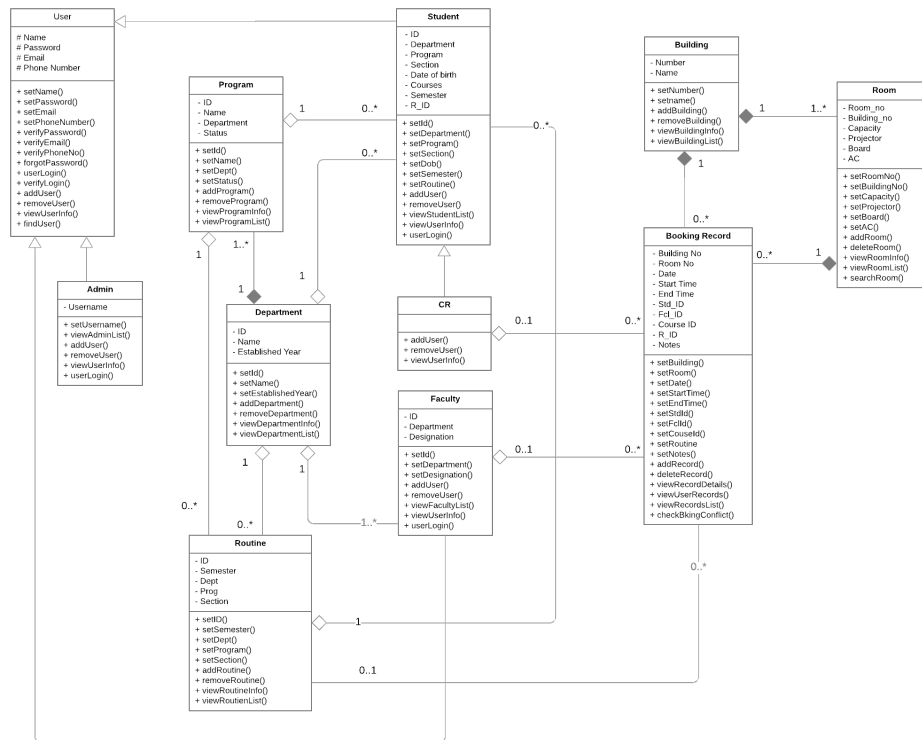 User
# Name
# Password
# Email
# Phone Number
+ setName()
+ setPassword()
+ setEmail
+ setPhoneNumber()
+ verifyPassword()
+ verifyEmail()
+ verifyPhoneNo()
+ forgotPassword()
+ userLogin()
+ verifyLogin()
+ addUser()
+ removeUser()
+ viewUserInfo()
+ findUser()
Admin
- Username
+ setUsername()
+ viewAdminList()
+ addUser()
+ removeUser()
+ viewUserInfo()
+ userLogin()
Program
- ID
- Name
- Department
- Status
+ setId()
+ setName()
+ setDept()
+ setStatus()
+ addProgram()
+ removeProgram()
+ viewProgramInfo()
+ viewProgramList()
1
0..*
0..*
1
1
1..*
1
Department
- ID
- Name
- Established Year
+ setId()
+ setName()
+ setEstablishedYear()
+ addDepartment()
+ removeDepartment()
+ viewDepartmentInfo()
+ viewDepartmentList()
1
1
0..*
0..*
1..*
Routine
- ID
- Semester
- Dept
- Prog
- Section
+ setID()
+ setSemester()
+ setDept()
+ setProgram()
+ setSection()
+ addRoutine()
+ removeRoutine()
+ viewRoutineInfo()
+ viewRoutienList()
1
0..1
Student
- ID
- Department
- Program
- Section
- Date of birth
- Courses
- Semester
- R_ID
+ setId()
+ setDepartment()
+ setProgram()
+ setSection()
+ setDob()
+ setSemester()
+ setRoutine()
+ addUser()
+ removeUser()
+ viewStudentList()
+ viewUserInfo()
+ userLogin()
0..*
CR
+ addUser()
+ removeUser()
+ viewUserInfo()
0..1
0..*
Faculty
- ID
- Department
- Designation
+ setId()
+ setDepartment()
+ setDesignation()
+ addUser()
+ removeUser()
+ viewFacultyList()
+ viewUserInfo()
+ userLogin()
0..1
0..*
Building
- Number
- Name
+ setNumber()
+ setname()
+ addBuilding()
+ removeBuilding()
+ viewBuildingInfo()
+ viewBuildingList()
1
1..*
1
0..*
Booking Record
- Building No
- Room No
- Date
- Start Time
- End Time
- Std_ID
- Fcl_ID
- Course ID
- R_ID
- Notes
+ setBuilding()
+ setRoom()
+ setDate()
+ setStartTime()
+ setEndTime()
+ setStdId()
+ setFclId()
+ setCouseId()
+ setRoutine
+ setNotes()
+ addRecord()
+ deleteRecord()
+ viewRecordDetails()
+ viewUserRecords()
+ viewRecordsList()
+ checkBkingConflict()
0..*
0..*
1
Room
- Room_no
- Building_no
- Capacity
- Projector
- Board
- AC
+ setRoomNo()
+ setBuildingNo()
+ setCapacity()
+ setProjector()
+ setBoard()
+ setAC()
+ addRoom()
+ deleteRoom()
+ viewRoomInfo()
+ viewRoomList()
+ searchRoom()